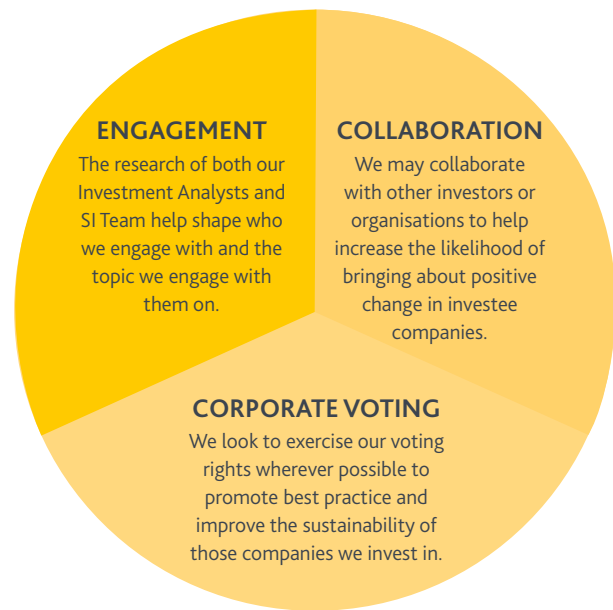 ENGAGEMENT
The research of both our
Investment Analysts and
SI Team help shape who
we engage with and the
topic we engage with
them on.
COLLABORATION
We may collaborate
with other investors or
organisations to help
increase the likelihood of
bringing about positive
change in investee
companies.
CORPORATE VOTING
We look to exercise our voting
rights wherever possible to
promote best practice and
improve the sustainability of
those companies we invest in.